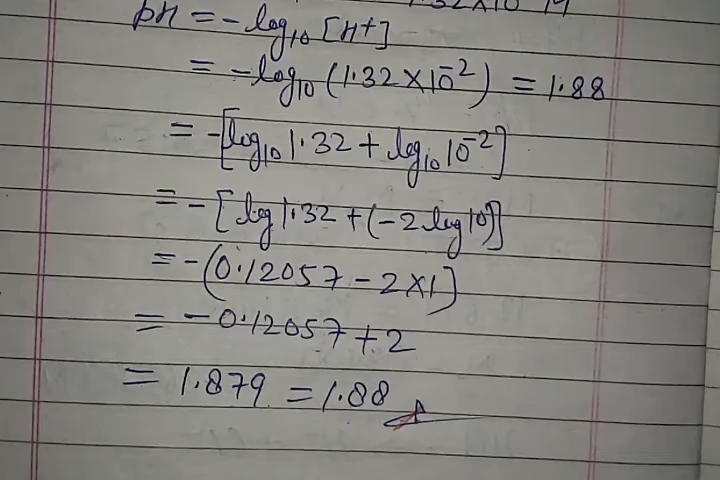 pH = -log₁₀ [H+]
= -log₁₀ (1.32 × 10⁻²) = 1.88
= -[log₁₀ 1.32 + log₁₀ 10⁻²]
= -[log 1.32 + (-2 log 10)]
= -(0.12057 - 2×1)
= -0.12057 + 2
= 1.879 = 1.88